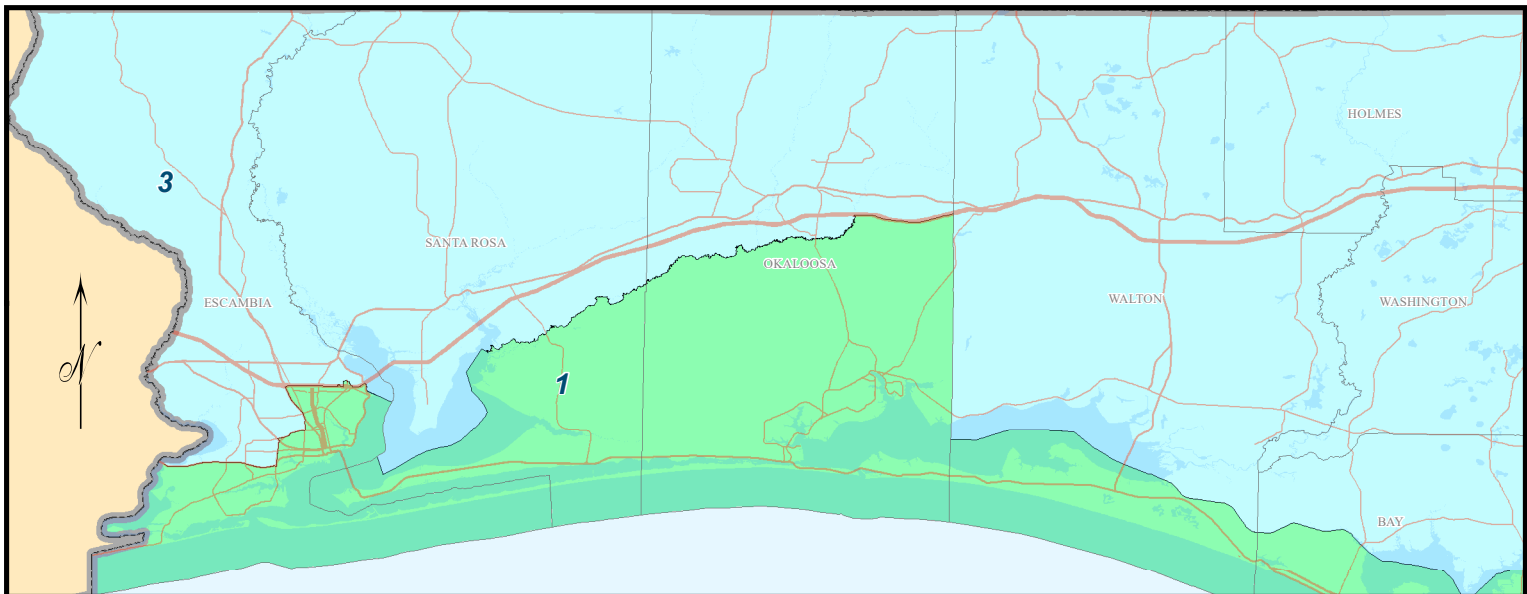 HOLMES
3
SANTA ROSA
OKALOOSA
ESCAMBIA
WALTON
WASHINGTON
N
1
BAY